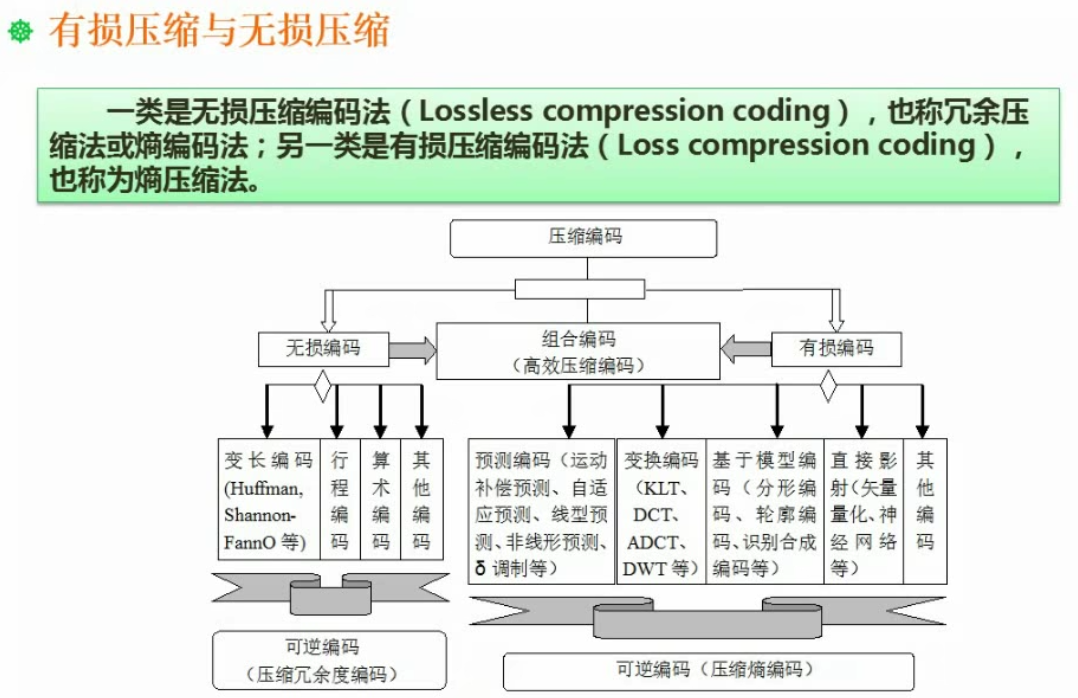 有损压缩与无损压缩
一类是无损压缩编码法（Lossless compression coding），也称冗余压
缩法或熵编码法；另一类是有损压缩编码法（Loss compression coding），
也称为熵压缩法。
压缩编码
无损编码
组合编码
（高效压缩编码）
有损编码
变长编码
(Huffman,
Shannon-
FannO 等)
行
程
编
码
算
术
编
码
其
他
编
码
预测编码（运动
补偿预测、自适
应预测、线型预
测、非线形预测、
δ 调制等）
变换编码
（KLT、
DCT、
ADCT、
DWT 等）
基于模型编
码（分形编
码、轮廓编
码、识别合成
编码等）
直接影
射（矢量
量化、神
经网络
等）
其
他
编
码
可逆编码
（压缩冗余度编码）
可逆编码（压缩熵编码）